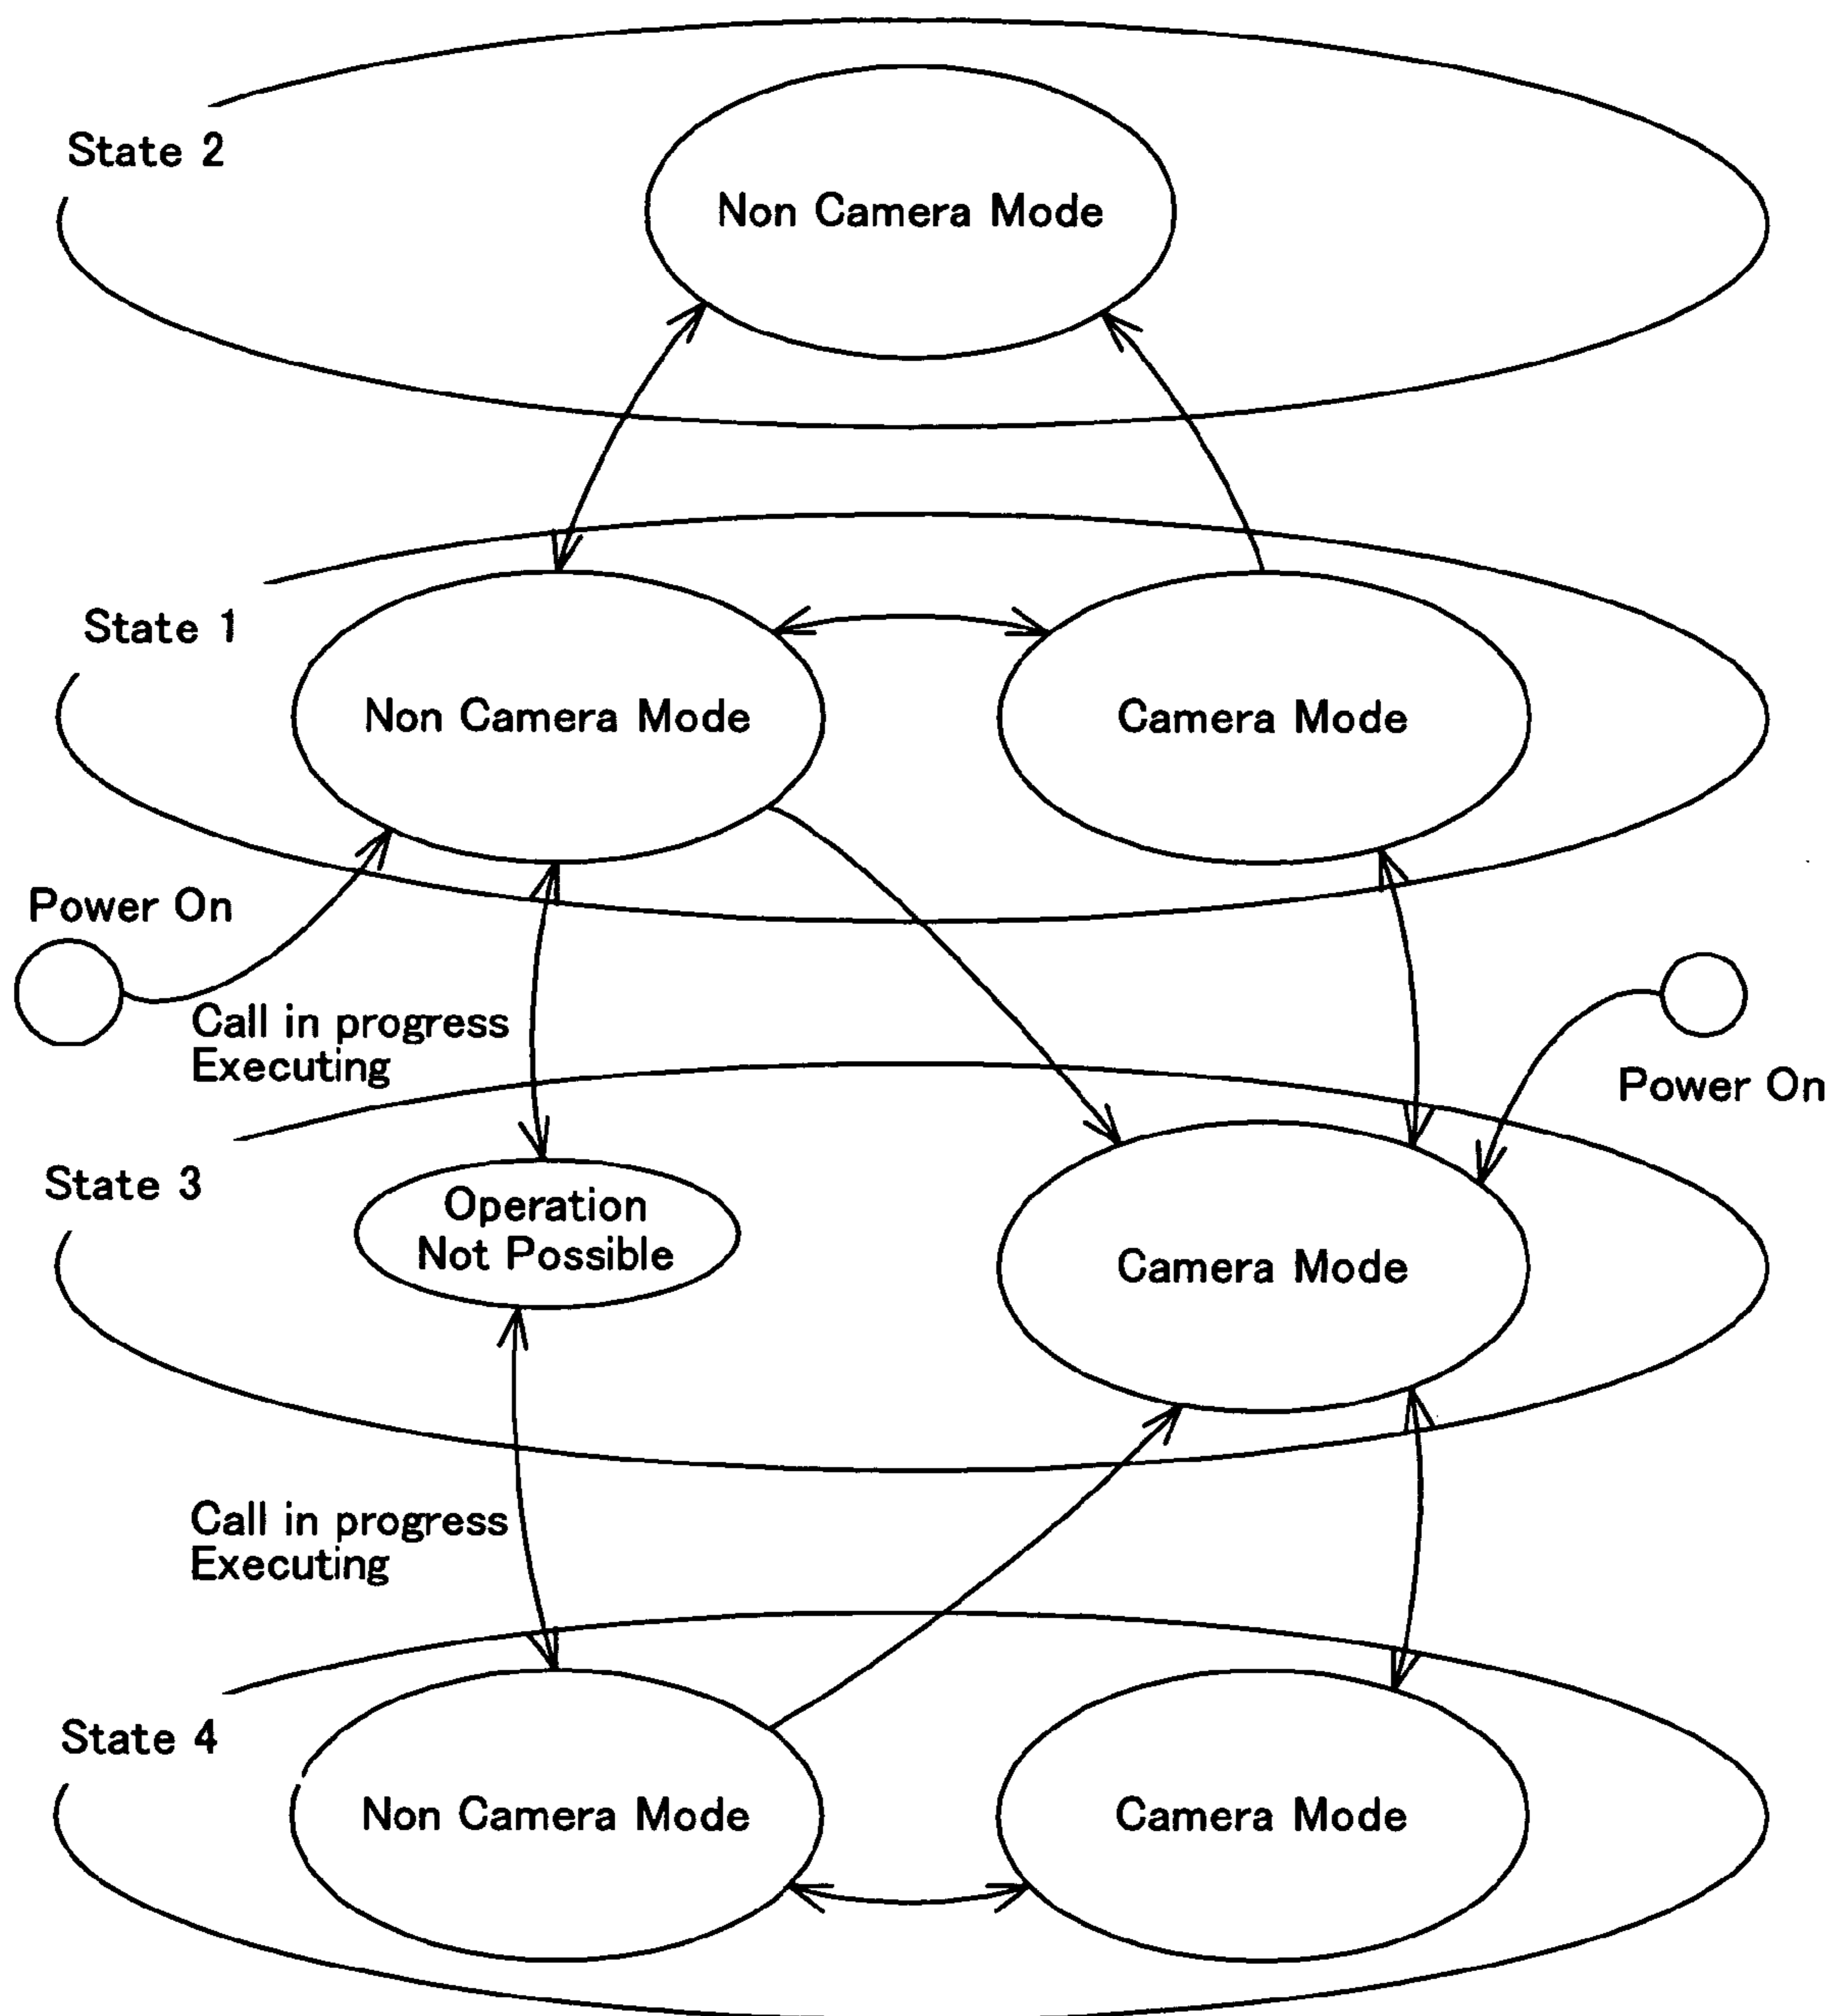 State 2
Non Camera Mode
State 1
Non Camera Mode
Camera Mode
Power On
Call in progress
Executing
Power On
State 3
Operation
Not Possible
Camera Mode
Call in progress
Executing
State 4
Non Camera Mode
Camera Mode